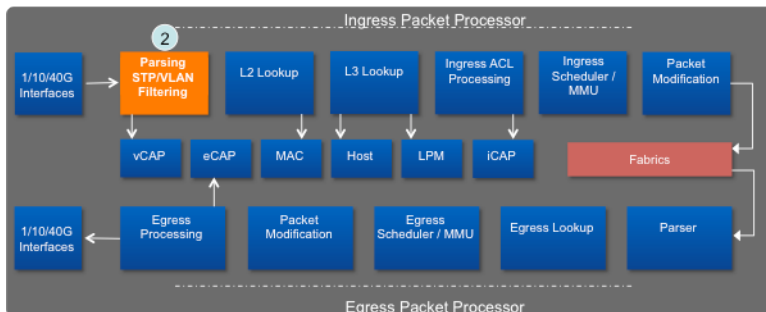 Ingress Packet Processor
2
1/10/40G
Interfaces
Parsing
STP/VLAN
Filtering
L2 Lookup
L3 Lookup
Ingress ACL
Processing
Ingress
Scheduler /
MMU
Packet
Modification
vCAP
eCAP
MAC
Host
LPM
iCAP
Fabrics
1/10/40G
Interfaces
Egress
Processing
Packet
Modification
Egress
Scheduler / MMU
Egress Lookup
Parser
Egress Packet Processor